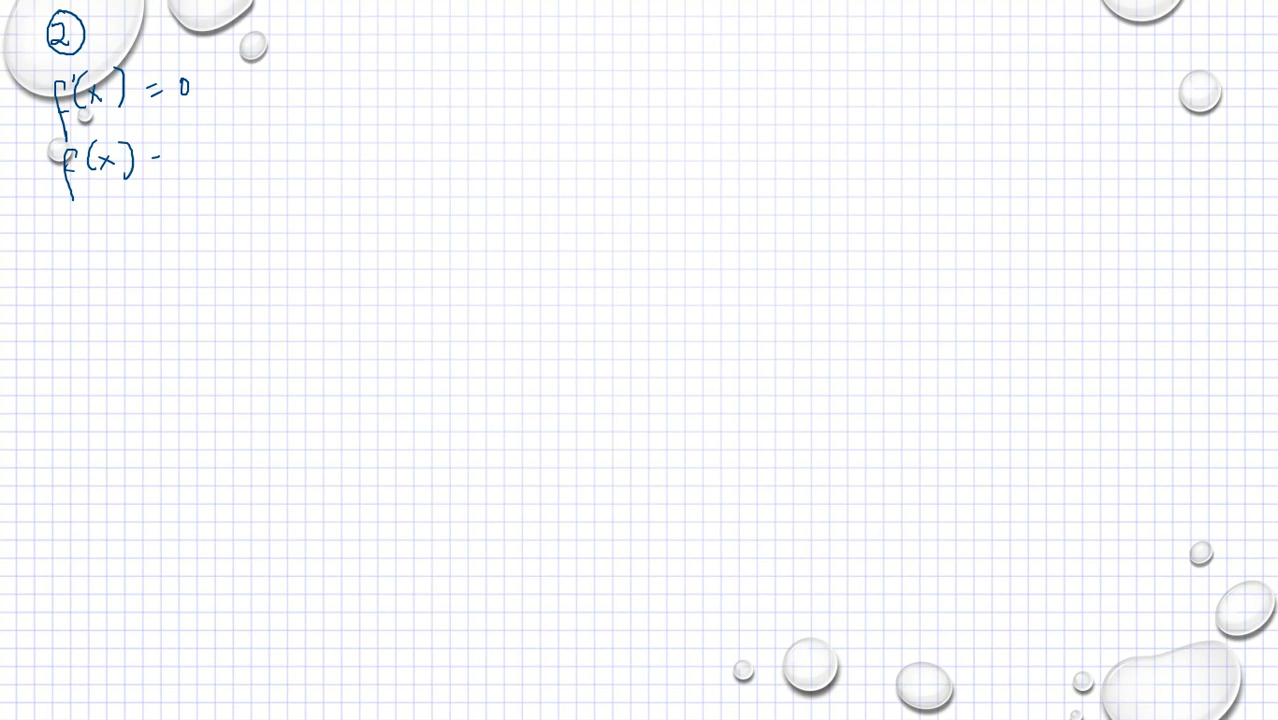 ②
f'(x) = 0
f(x) -